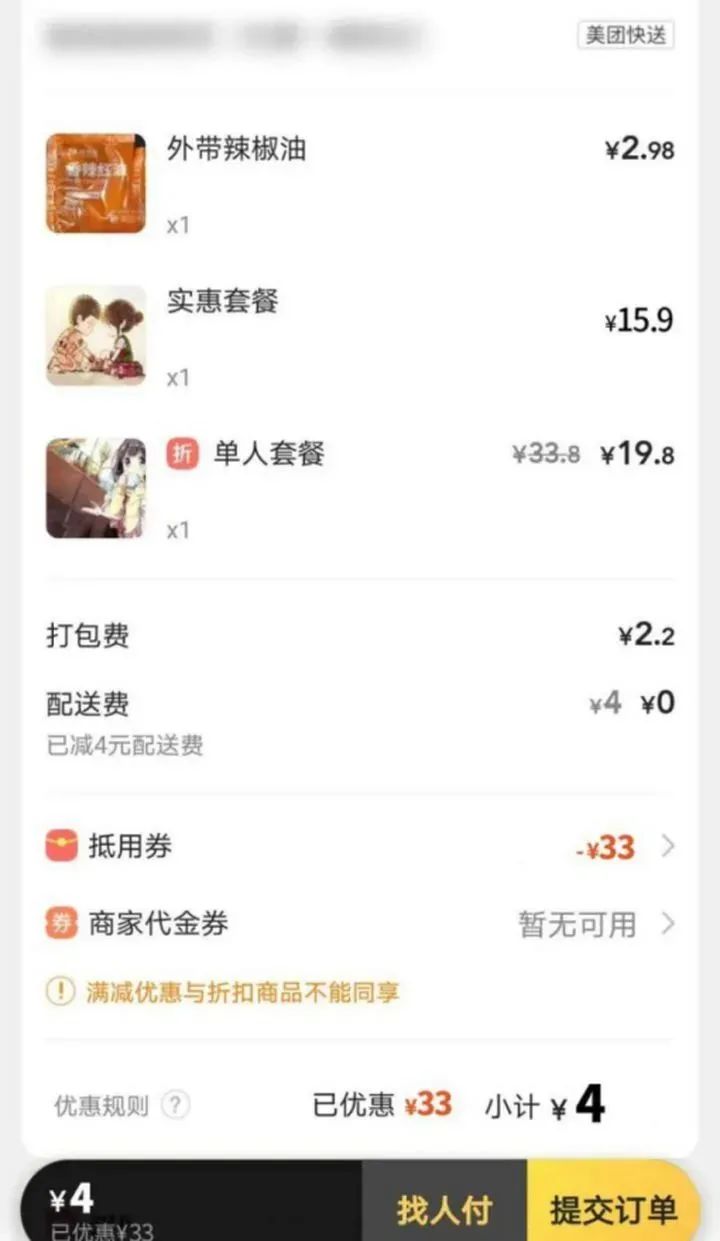 美团快送
外带辣椒油 ¥2.98
x1
实惠套餐
¥15.9
x1
折 单人套餐 ¥33.8 ¥19.8
x1
打包费 ¥2.2
配送费 ¥4 ¥0
已减4元配送费
抵用券 -¥33
券 商家代金券 暂无可用
! 满减优惠与折扣商品不能同享
优惠规则 ? 已优惠 ¥33 小计 ¥4
¥4
已优惠¥33
找人付
提交订单